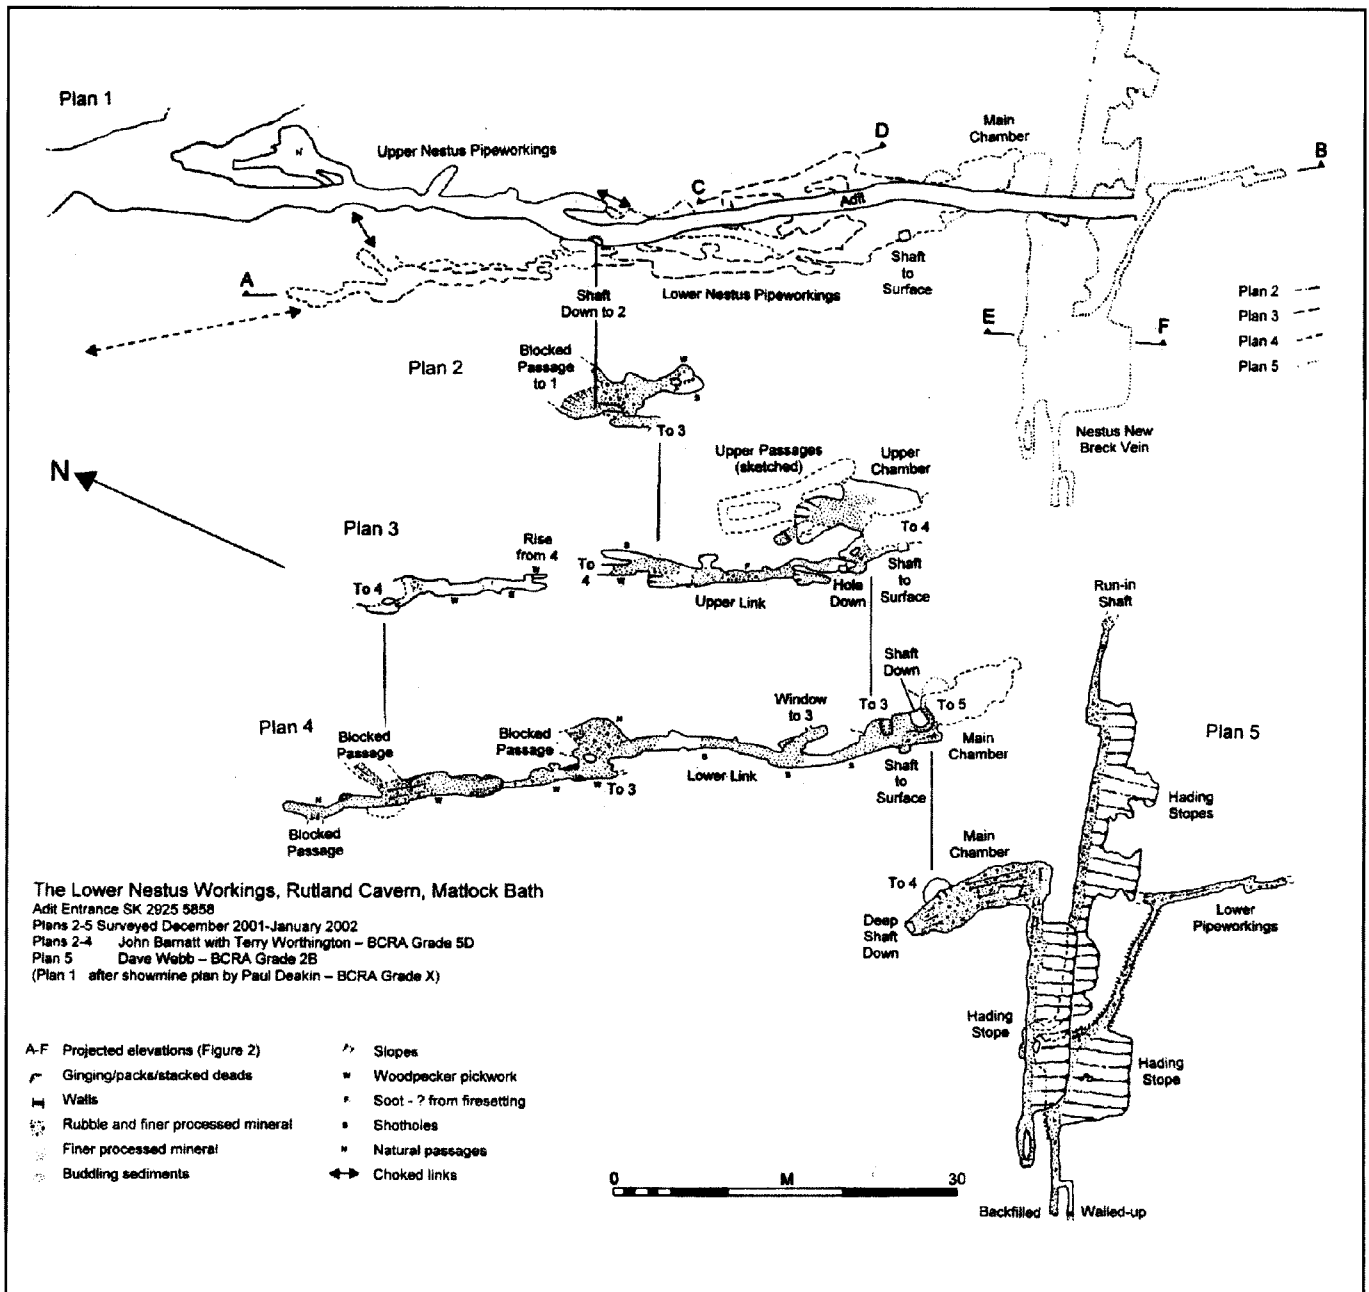 Plan 1
Upper Nestus Pipeworkings
N
D
C
Main
Chamber
B
Adit
A
Shaft
Down to 2
Lower Nestus Pipeworkings
Shaft
to
Surface
E
F
Plan 2
Plan 3
Plan 4
Plan 5
Nestus New
Breck Vein
Plan 2
Blocked
Passage
to 1
W
S
To 3
N
Upper Passages
(sketched)
Upper
Chamber
To 4
Plan 3
Rise
from 4
W
To 4
W
S
To
4
S
W
F
Upper Link
Hole
Down
Shaft
to
Surface
Plan 4
Blocked
Passage
Blocked
Passage
N
To 3
Lower Link
Window
to 3
Shaft
Down
To 3
To 5
Main
Chamber
Shaft
to
Surface
Blocked
Passage
Run-in
Shaft
Plan 5
Hading
Stopes
Main
Chamber
To 4
Deep
Shaft
Down
Lower
Pipeworkings
Hading
Stope
Hading
Stope
Backfilled
Walled-up
The Lower Nestus Workings, Rutland Cavern, Matlock Bath
Adit Entrance SK 2925 5858
Plans 2-5 Surveyed December 2001-January 2002
Plans 2-4 John Barnatt with Terry Worthington – BCRA Grade 5D
Plan 5 Dave Webb – BCRA Grade 2B
(Plan 1 after showmine plan by Paul Deakin – BCRA Grade X)
A-F Projected elevations (Figure 2)
Ginging/packs/stacked deads
Walls
Rubble and finer processed mineral
Finer processed mineral
Buddling sediments
Slopes
W Woodpecker pickwork
F Soot - ? from firesetting
S Shotholes
N Natural passages
Choked links
0 M 30